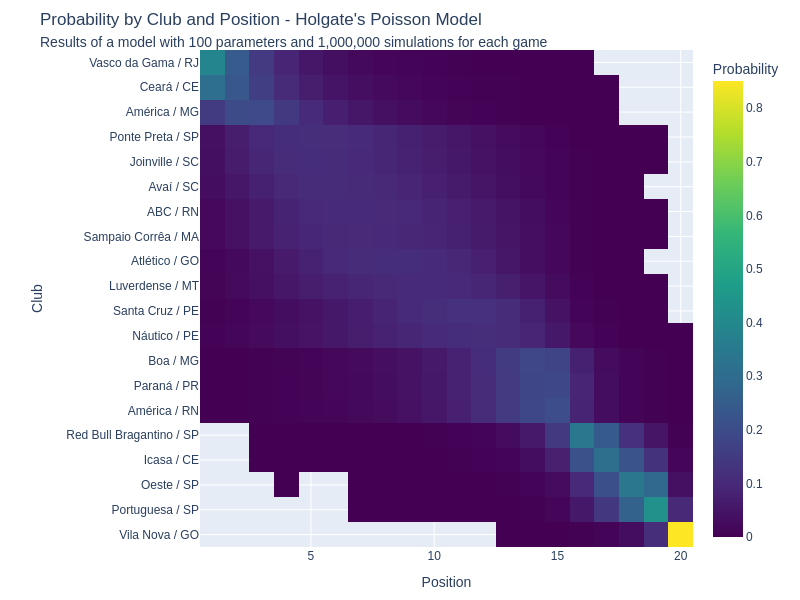 Probability by Club and Position - Holgate's Poisson Model
Results of a model with 100 parameters and 1,000,000 simulations for each game
Probability
Vasco da Gama / RJ
Ceará / CE
América / MG
Ponte Preta / SP
Joinville / SC
Avaí / SC
ABC / RN
Sampaio Corrêa / MA
Atlético / GO
Luverdense / MT
Santa Cruz / PE
Náutico / PE
Boa / MG
Paraná / PR
América / RN
Red Bull Bragantino / SP
Icasa / CE
Oeste / SP
Portuguesa / SP
Vila Nova / GO
Club
5
10
15
20
Position
0.8
0.7
0.6
0.5
0.4
0.3
0.2
0.1
0